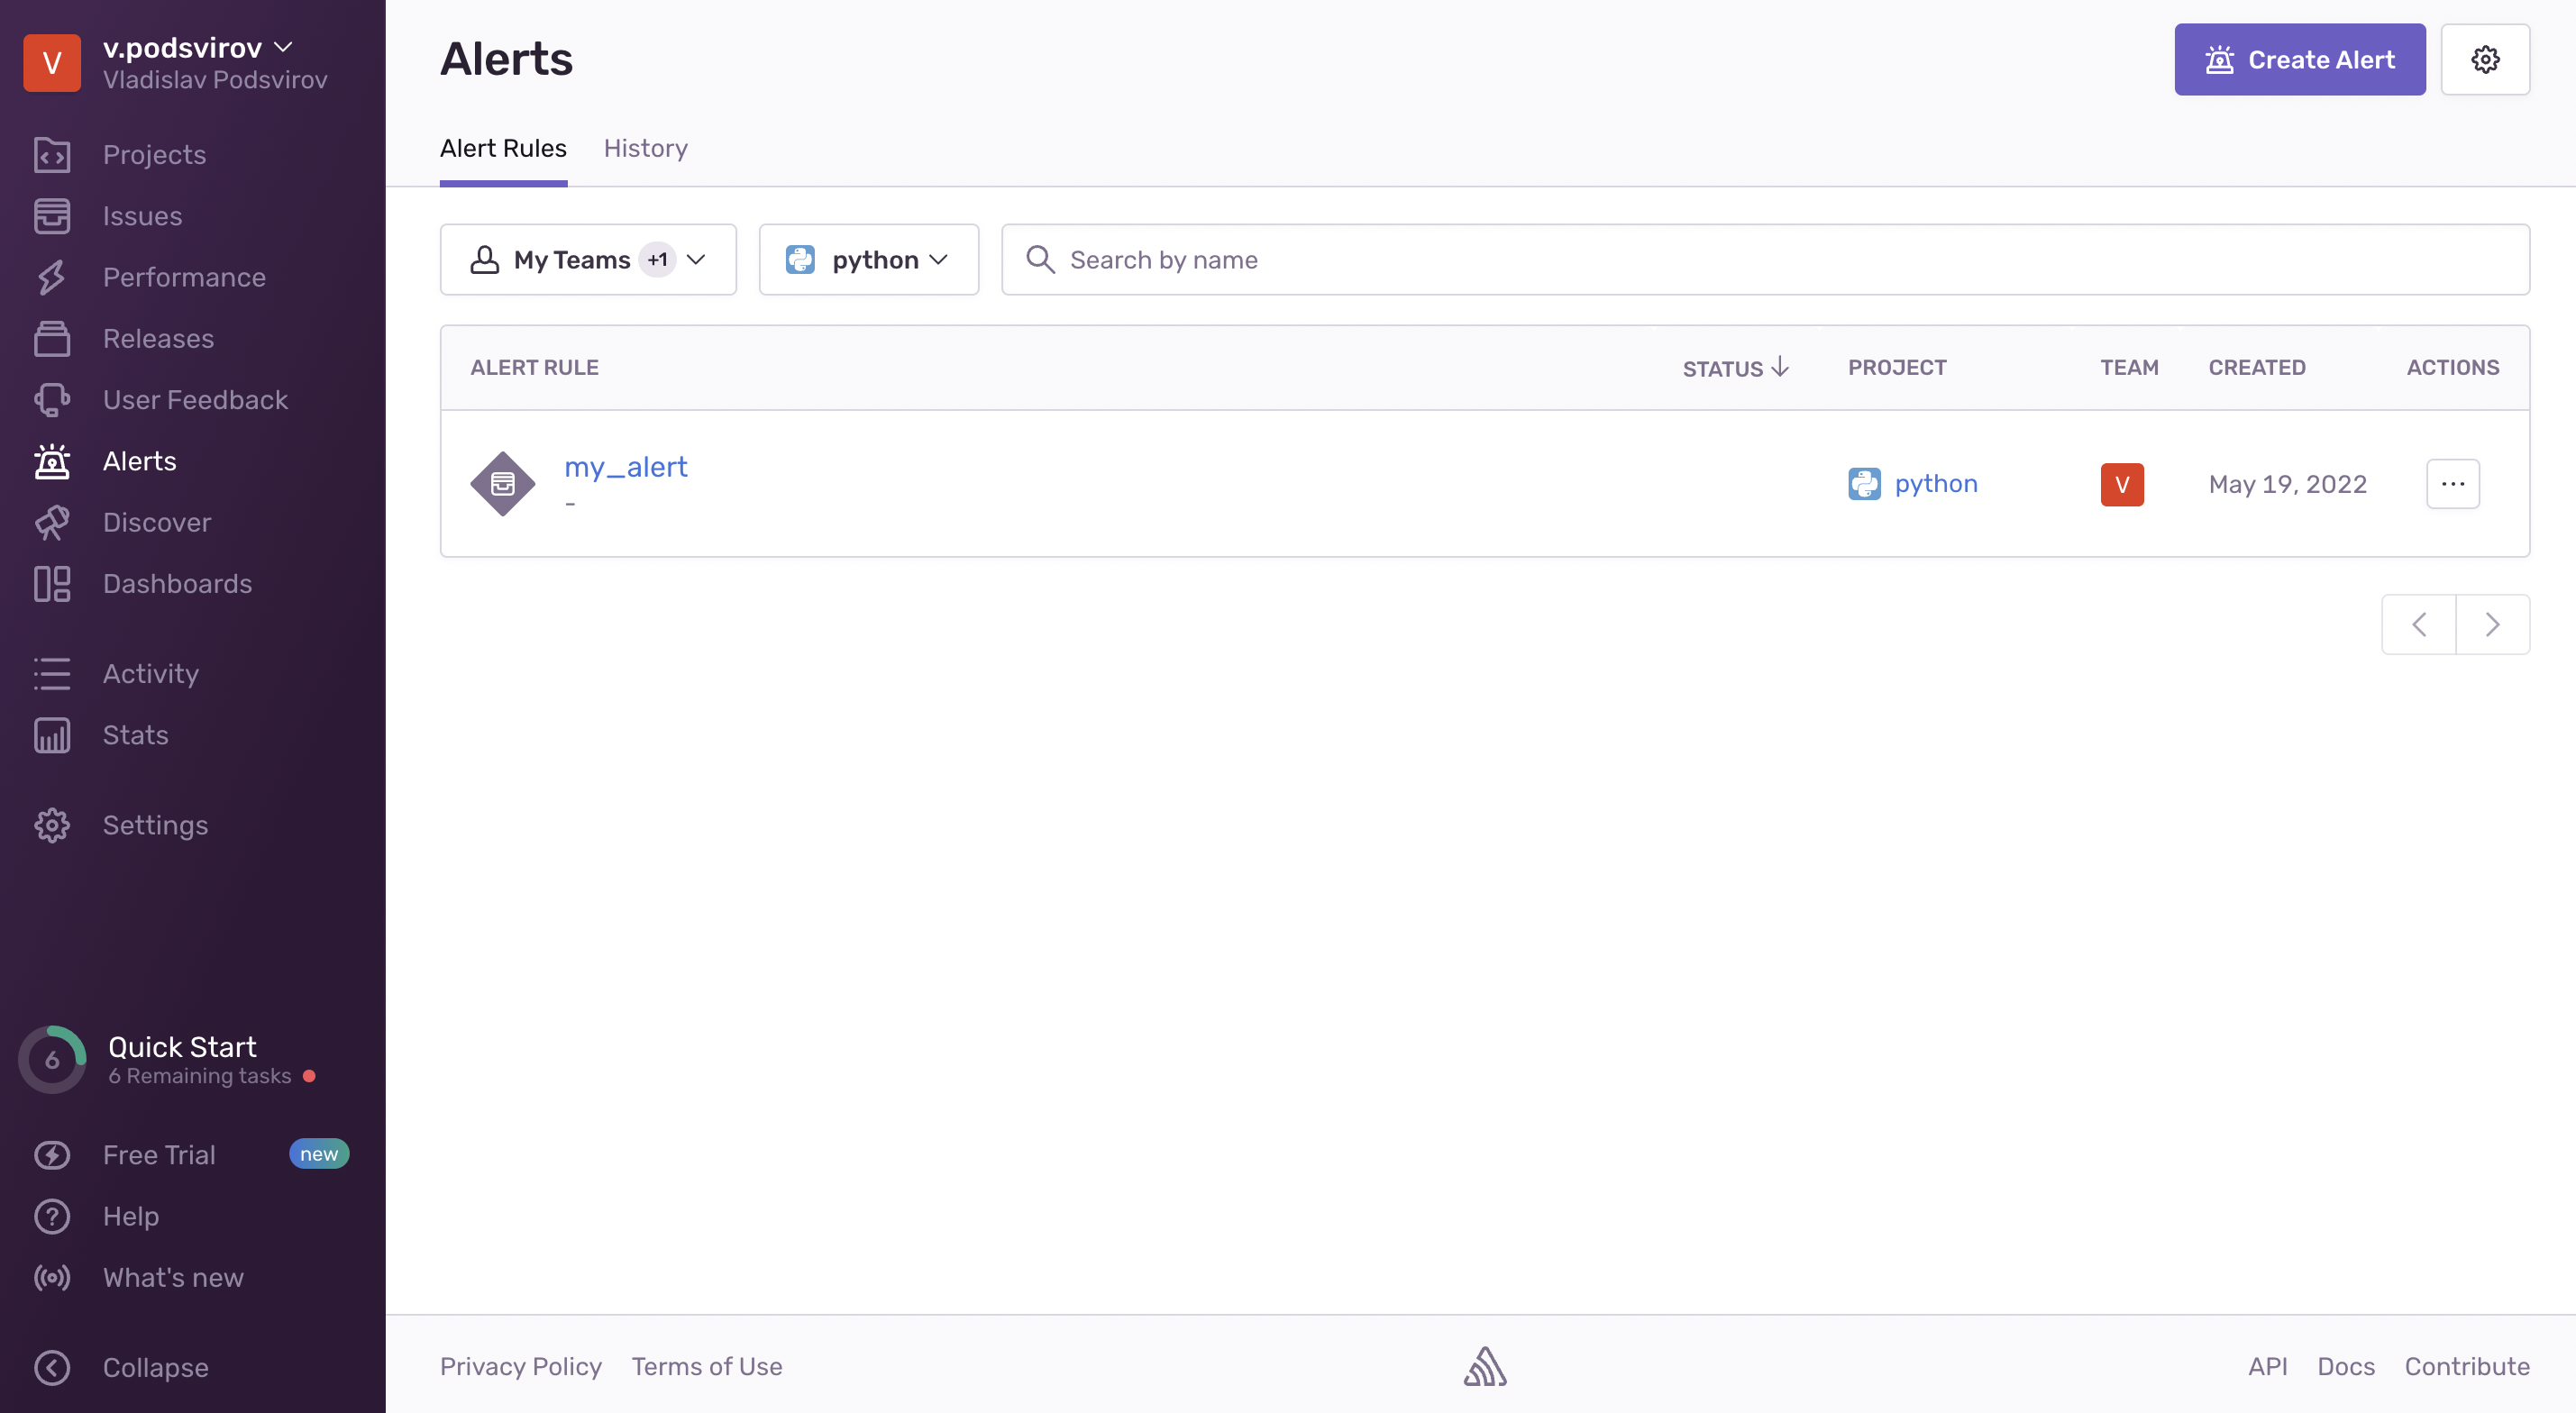 V
v.podsvirov
Vladislav Podsvirov
Projects
Issues
Performance
Releases
User Feedback
Alerts
Discover
Dashboards
Activity
Stats
Settings
6
Quick Start
6 Remaining tasks
Free Trial new
Help
What's new
Collapse
Alerts
Create Alert
Alert Rules History
My Teams +1 python Search by name
ALERT RULE STATUS PROJECT TEAM CREATED ACTIONS
my_alert
-
python V May 19, 2022 ...
Privacy Policy Terms of Use API Docs Contribute